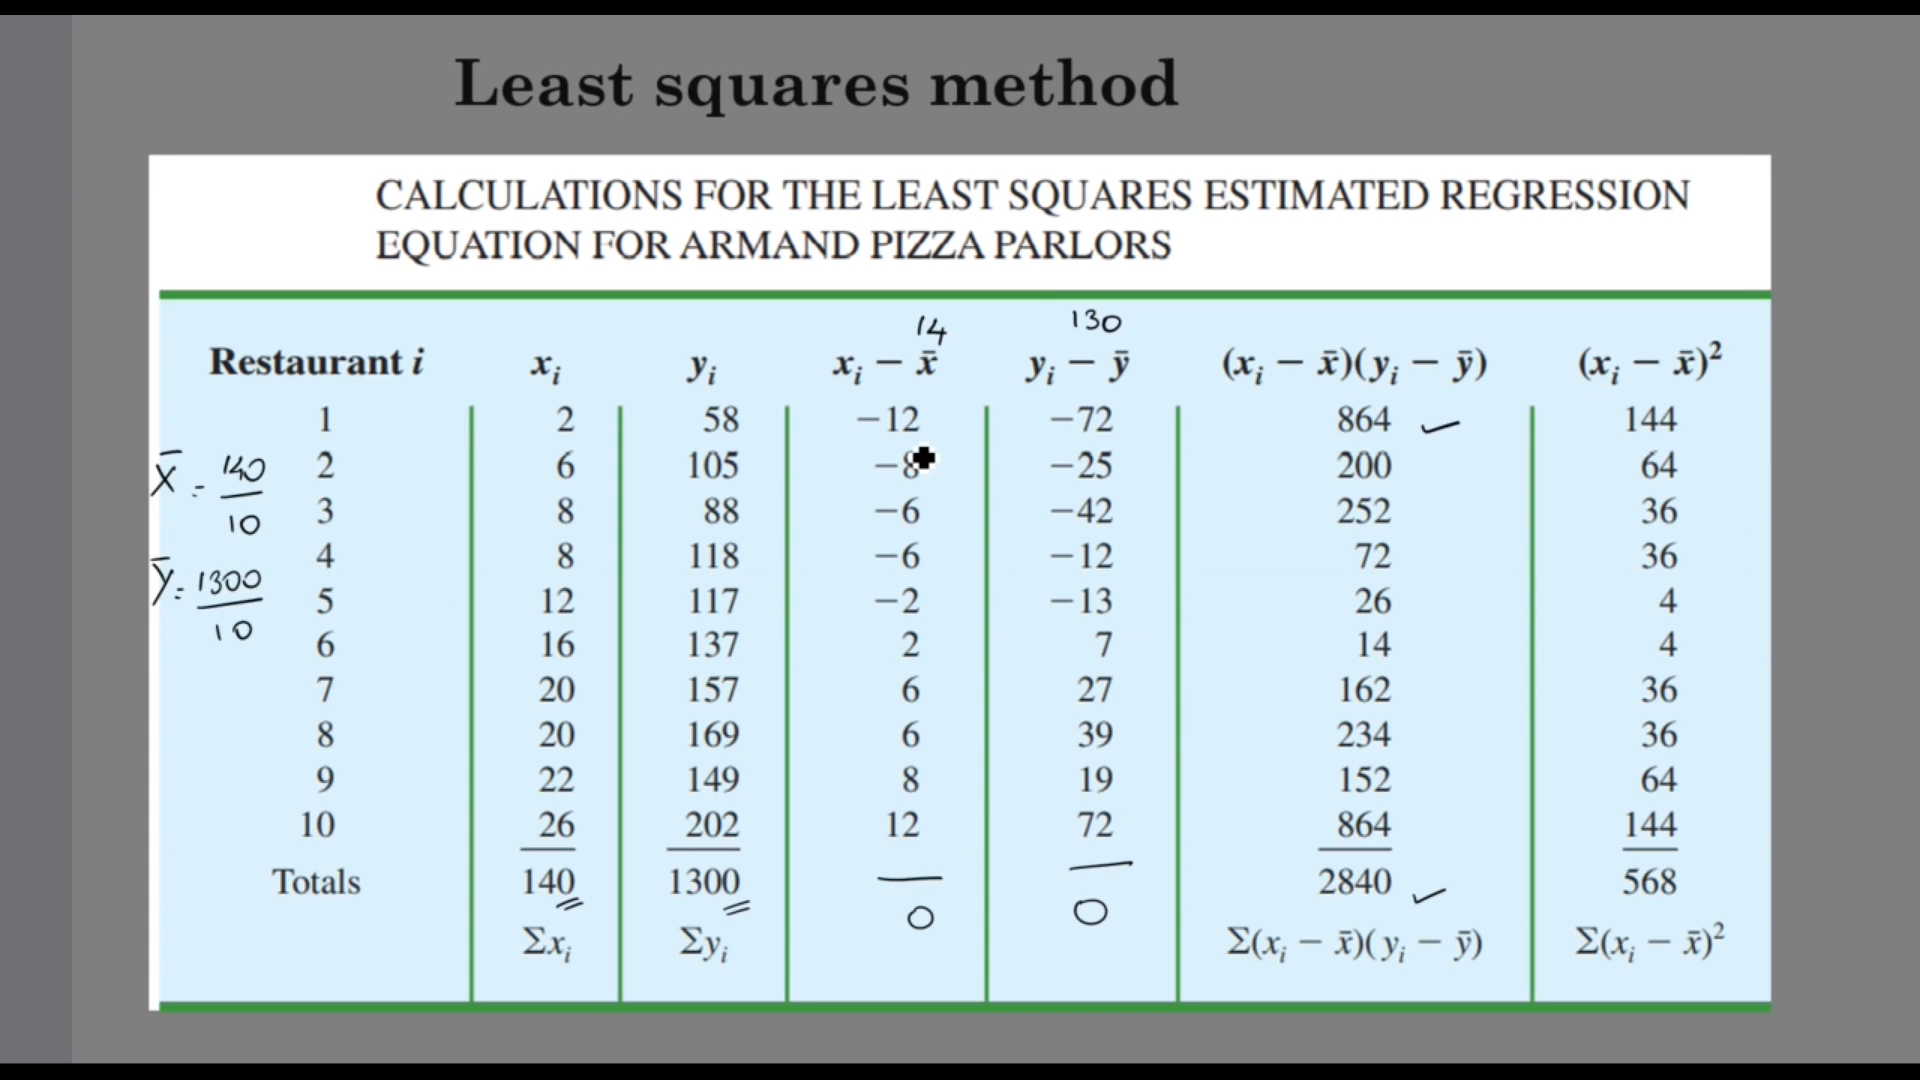 Least squares method
CALCULATIONS FOR THE LEAST SQUARES ESTIMATED REGRESSION
EQUATION FOR ARMAND PIZZA PARLORS
14 130
Restaurant i xᵢ yᵢ xᵢ − x̄ yᵢ − ȳ (xᵢ − x̄)(yᵢ − ȳ) (xᵢ − x̄)²
1 2 58 −12 −72 864 ✓ 144
2 6 105 −8 −25 200 64
3 8 88 −6 −42 252 36
4 8 118 −6 −12 72 36
5 12 117 −2 −13 26 4
6 16 137 2 7 14 4
7 20 157 6 27 162 36
8 20 169 6 39 234 36
9 22 149 8 19 152 64
10 26 202 12 72 864 144
Totals 140 1300 0 0 2840 ✓ 568
Σxᵢ Σyᵢ Σ(xᵢ − x̄)(yᵢ − ȳ) Σ(xᵢ − x̄)²
X̄ = 140/10
Ȳ = 1300/10